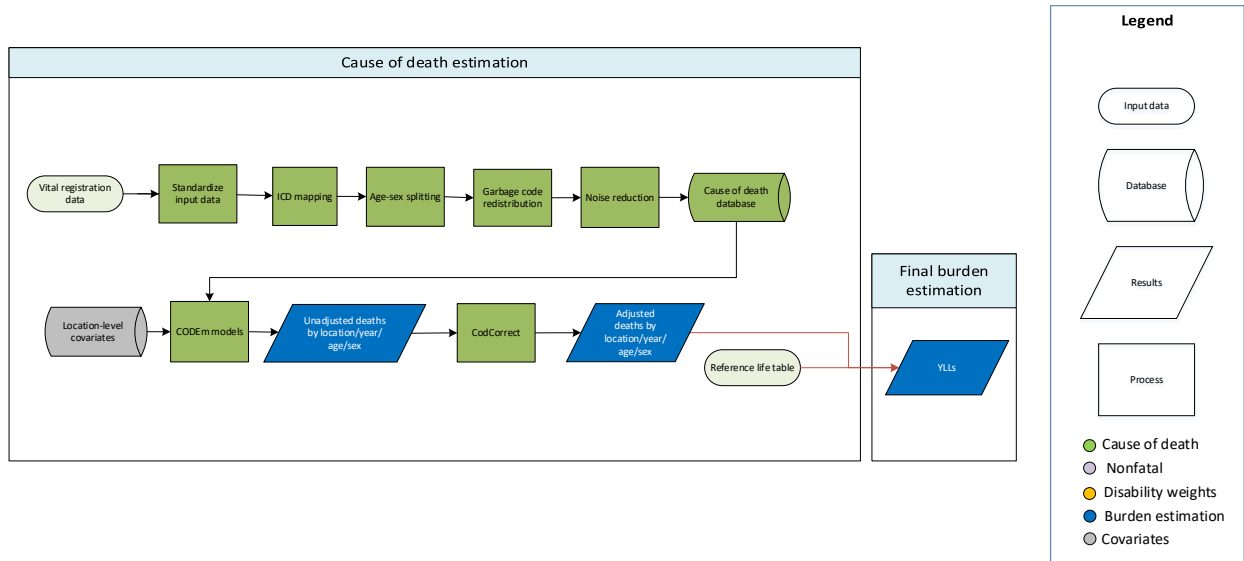 Legend
Cause of death estimation
Input data
Vital registration
data
Standardize
input data
ICD mapping
Age-sex splitting
Garbage code
redistribution
Noise reduction
Cause of death
database
Database
Final burden
estimation
Results
Location-level
covariates
CODEm models
Unadjusted deaths
by location/year/
age/sex
CodCorrect
Adjusted
deaths by
location/year/
age/sex
Reference life table
YLLs
Process
Cause of death
Nonfatal
Disability weights
Burden estimation
Covariates